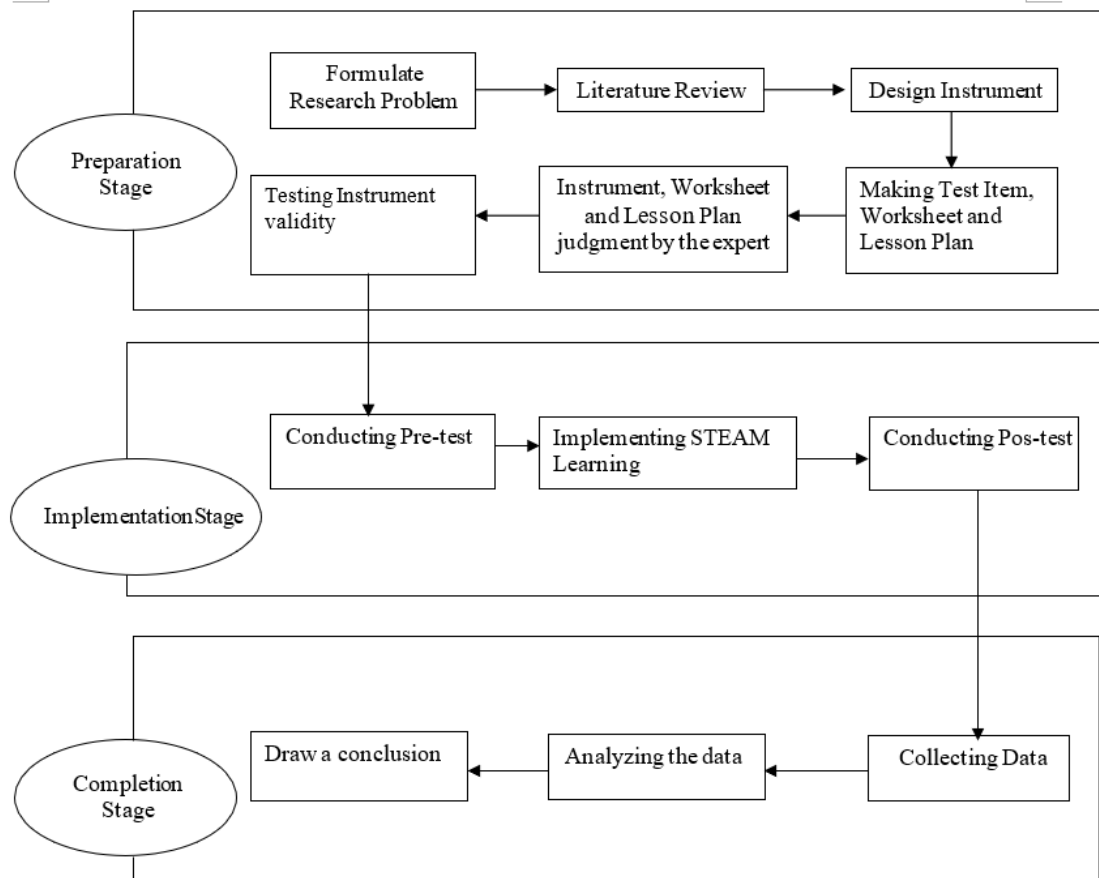 Formulate
Research Problem
Literature Review
Design Instrument
Preparation
Stage
Testing Instrument
validity
Instrument, Worksheet
and Lesson Plan
judgment by the expert
Making Test Item,
Worksheet and
Lesson Plan
Conducting Pre-test
Implementing STEAM
Learning
Conducting Pos-test
Implementation Stage
Draw a conclusion
Analyzing the data
Collecting Data
Completion
Stage